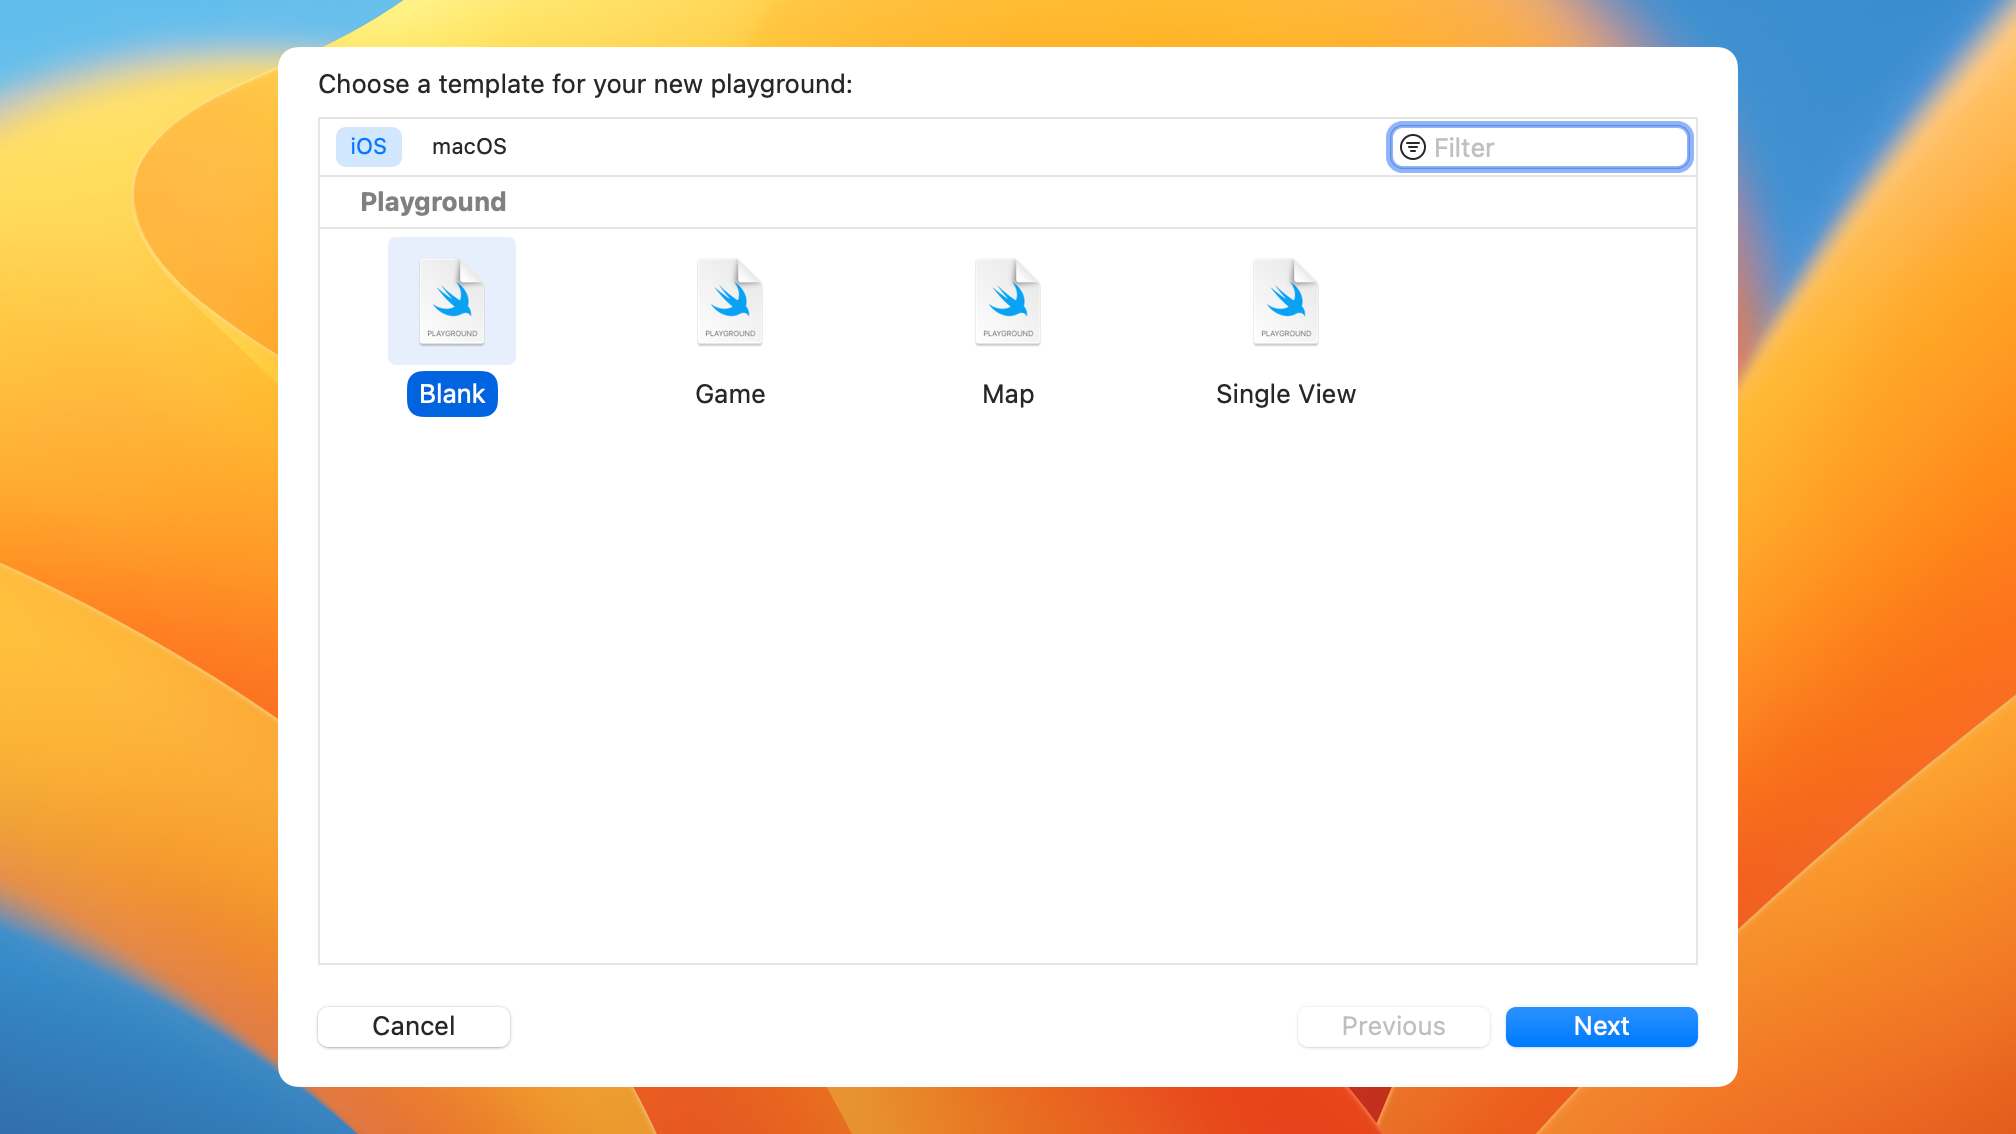 Choose a template for your new playground:
iOS macOS Filter
Playground
PLAYGROUND PLAYGROUND PLAYGROUND PLAYGROUND
Blank Game Map Single View
Cancel Previous Next